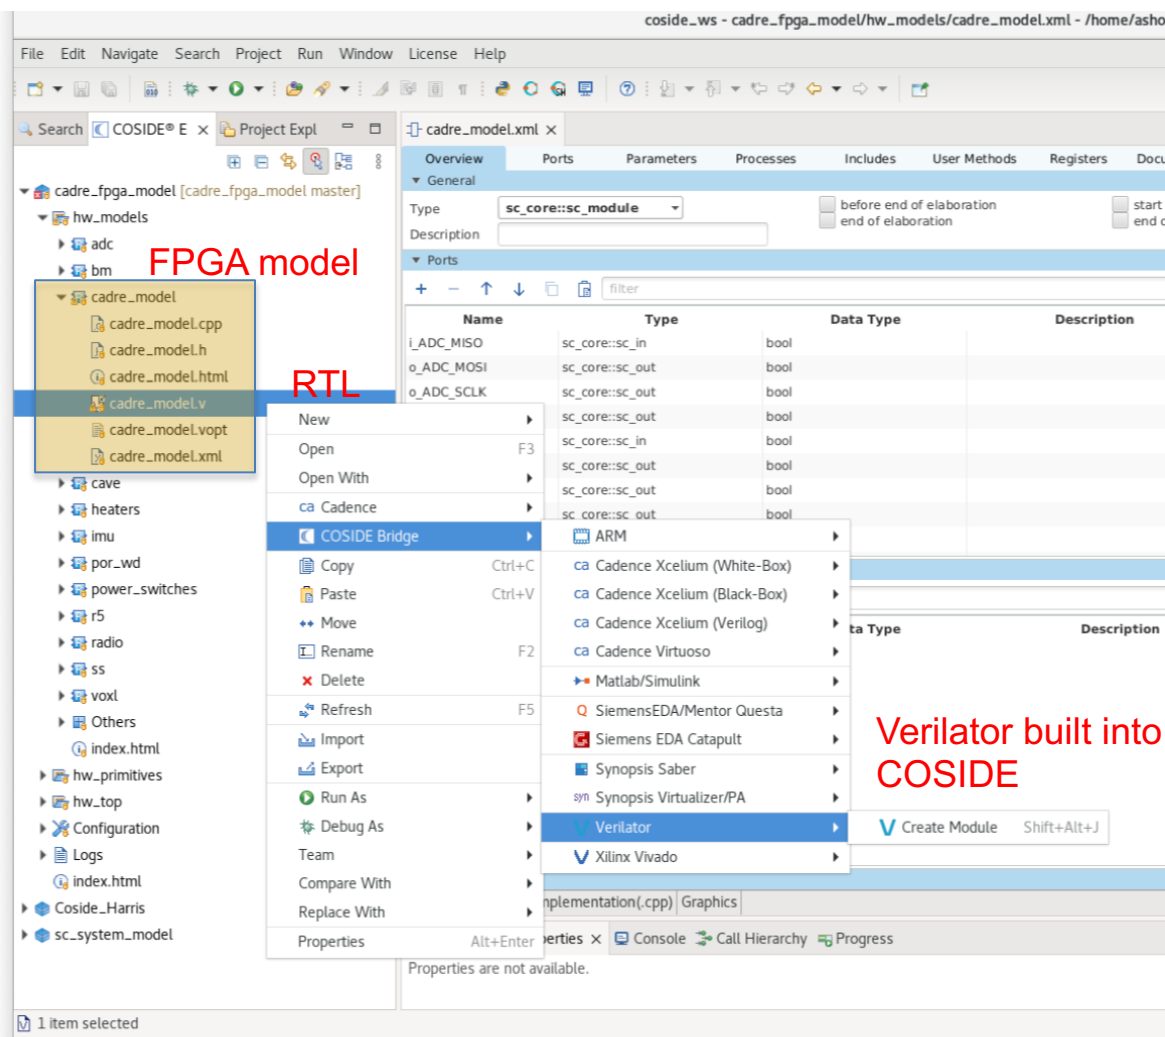 coside_ws - cadre_fpga_model/hw_models/cadre_model.xml - /home/asho
File Edit Navigate Search Project Run Window License Help
Search COSIDE® E Project Expl
cadre_model.xml
Overview Ports Parameters Processes Includes User Methods Registers Docu
General
cadre_fpga_model [cadre_fpga_model master]
Type sc_core::sc_module before end of elaboration start
end of elaboration
Description
hw_models
adc
bm
FPGA model
cadre_model
cadre_model.cpp
cadre_model.h
cadre_model.html
cadre_model.v
cadre_model.vopt
cadre_model.xml
RTL
cave
heaters
imu
por_wd
power_switches
r5
radio
ss
voxl
Others
index.html
hw_primitives
hw_top
Configuration
Logs
index.html
Coside_Harris
sc_system_model
Ports
filter
Name Type Data Type Description
i_ADC_MISO sc_core::sc_in bool
o_ADC_MOSI sc_core::sc_out bool
o_ADC_SCLK sc_core::sc_out bool
sc_core::sc_out bool
sc_core::sc_in bool
sc_core::sc_out bool
sc_core::sc_out bool
sc_core::sc_out bool
New
Open F3
Open With
ca Cadence
COSIDE Bridge
Copy Ctrl+C
Paste Ctrl+V
Move
Rename F2
Delete
Refresh F5
Import
Export
Run As
Debug As
Team
Compare With
Replace With
Properties Alt+Enter
ARM
ca Cadence Xcelium (White-Box)
ca Cadence Xcelium (Black-Box)
ca Cadence Xcelium (Verilog)
ca Cadence Virtuoso
Matlab/Simulink
SiemensEDA/Mentor Questa
Siemens EDA Catapult
Synopsis Saber
syn Synopsis Virtualizer/PA
Verilator
Xilinx Vivado
Create Module Shift+Alt+J
ta Type Description
Verilator built into
COSIDE
mplementation(.cpp) Graphics
erties Console Call Hierarchy Progress
Properties are not available.
1 item selected